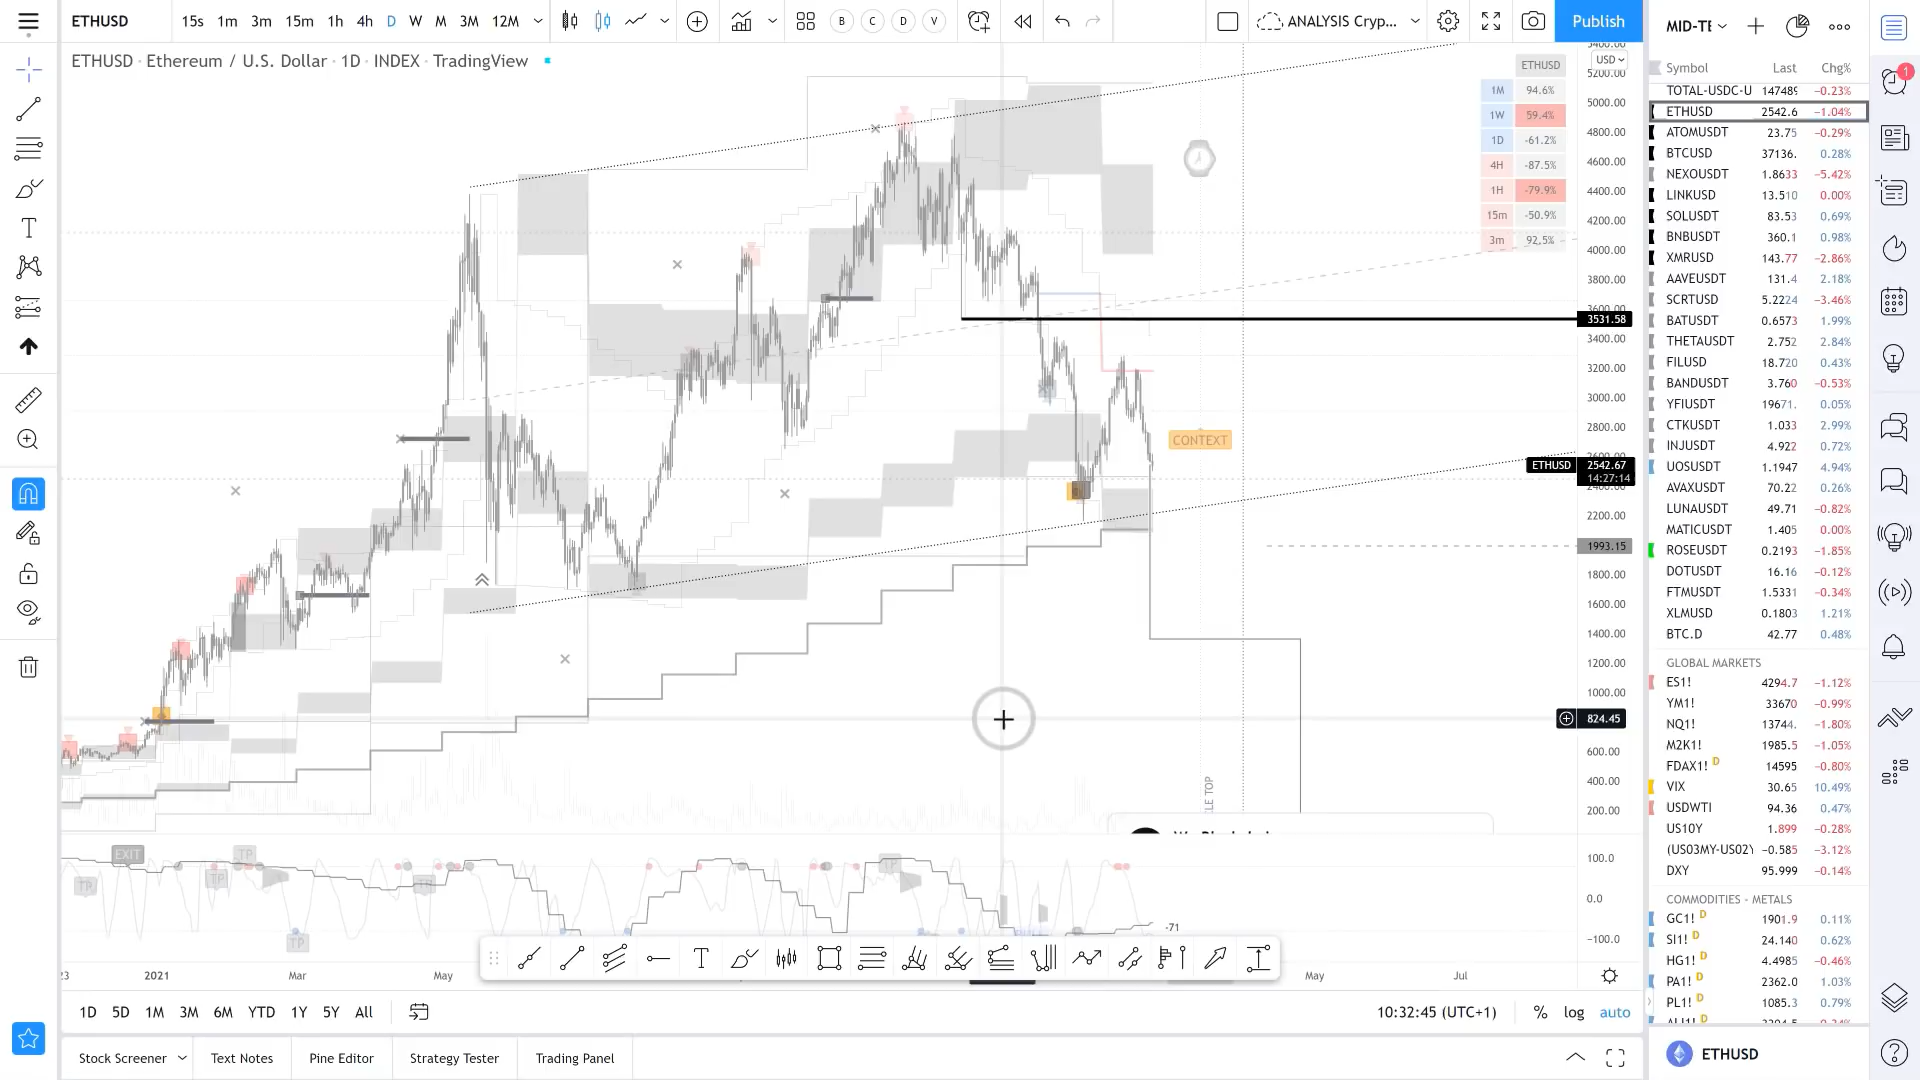 ETHUSD 15s 1m 3m 15m 1h 4h D W M 3M 12M B C D V ANALYSIS Cryp... Publish
ETHUSD · Ethereum / U.S. Dollar · 1D · INDEX · TradingView
USD
5200.00
5000.00
4800.00
4600.00
4400.00
4200.00
4000.00
3800.00
3531.58
3400.00
3200.00
3000.00
2800.00
ETHUSD 2542.67
14:27:14
2200.00
1993.15
1800.00
1600.00
1400.00
1200.00
1000.00
824.45
600.00
400.00
200.00
100.0
0.0
−100.0
ETHUSD
1M 94.6%
1W 59.4%
1D -61.2%
4H -87.5%
1H -79.9%
15m -50.9%
3m 92.5%
CONTEXT
LE TOP
EXIT
TP
TP
TP
TP
TP
TP
-71
23 2021 Mar May May Jul
1D 5D 1M 3M 6M YTD 1Y 5Y All
10:32:45 (UTC+1) % log auto
Stock Screener Text Notes Pine Editor Strategy Tester Trading Panel
MID-TE
1
Symbol Last Chg%
TOTAL-USDC-U 147489 −0.23%
ETHUSD 2542.6 −1.04%
ATOMUSDT 23.75 −0.29%
BTCUSD 37136. 0.28%
NEXOUSDT 1.8633 −5.42%
LINKUSD 13.510 0.00%
SOLUSDT 83.53 0.69%
BNBUSDT 360.1 0.98%
XMRUSD 143.77 −2.86%
AAVEUSDT 131.4 2.18%
SCRTUSD 5.2224 −3.46%
BATUSDT 0.6573 1.99%
THETAUSDT 2.752 2.84%
FILUSD 18.720 0.43%
BANDUSDT 3.760 −0.53%
YFIUSDT 19671. 0.05%
CTKUSDT 1.033 2.99%
INJUSDT 4.922 0.72%
UOSUSDT 1.1947 4.94%
AVAXUSDT 70.22 0.26%
LUNAUSDT 49.71 −0.82%
MATICUSDT 1.405 0.00%
ROSEUSDT 0.2193 −1.85%
DOTUSDT 16.16 −0.12%
FTMUSDT 1.5331 −0.34%
XLMUSD 0.1803 1.21%
BTC.D 42.77 0.48%
GLOBAL MARKETS
ES1! 4294.7 −1.12%
YM1! 33670 −0.99%
NQ1! 13744. −1.80%
M2K1! 1985.5 −1.05%
FDAX1! D 14595 −0.80%
VIX 30.65 10.49%
USDWTI 94.36 0.47%
US10Y 1.899 −0.28%
(US03MY-US02Y −0.585 −3.12%
DXY 95.999 −0.14%
COMMODITIES - METALS
GC1! D 1901.9 0.11%
SI1! D 24.140 0.62%
HG1! D 4.4985 −0.46%
PA1! D 2362.0 1.03%
PL1! D 1085.3 0.79%
ETHUSD